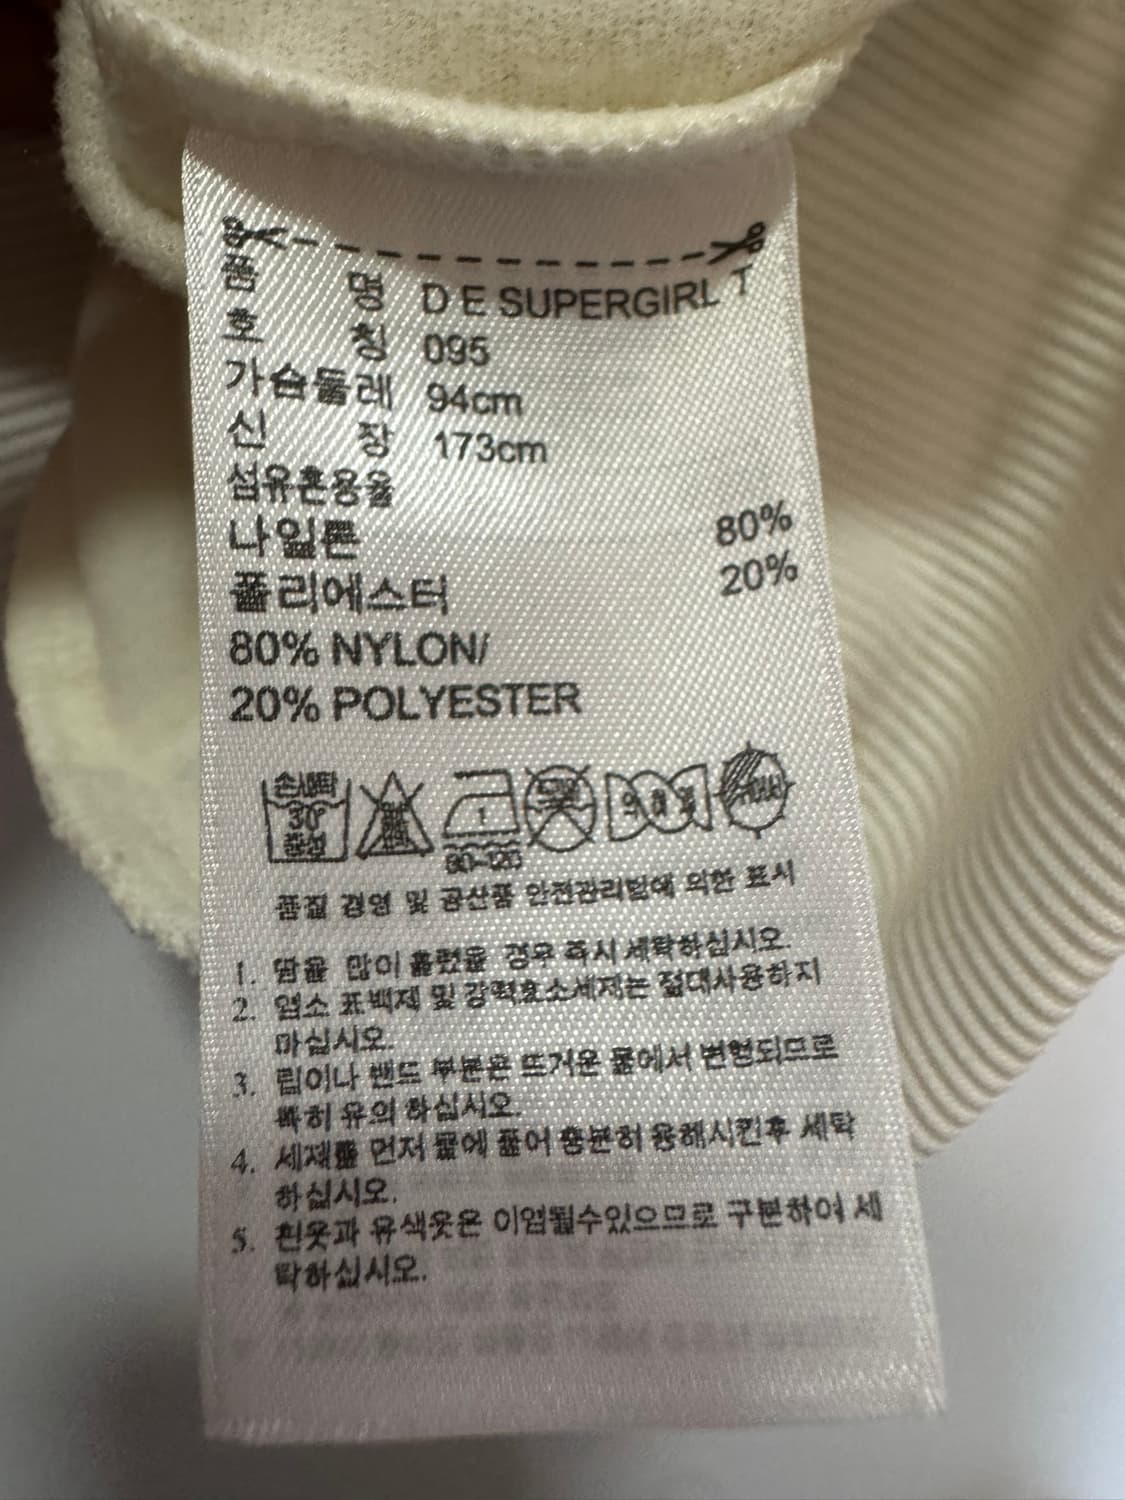 품 명 D E SUPERGIRL T
호 칭 095
가슴둘레 94cm
신 장 173cm
섬유혼용율
나일론 80%
폴리에스터 20%
80% NYLON/
20% POLYESTER
손세탁
30°
중성
1
80~120
품질 경영 및 공산품 안전관리법에 의한 표시
1. 땀을 많이 흘렸을 경우 즉시 세탁하십시오.
2. 염소 표백제 및 강력효소세제는 절대사용하지
마십시오.
3. 립이나 밴드 부분은 뜨거운 물에서 변형되므로
특히 유의 하십시오.
4. 세제를 먼저 물에 풀어 충분히 용해시킨후 세탁
하십시오.
5. 흰옷과 유색옷은 이염될수있으므로 구분하여 세
탁하십시오.